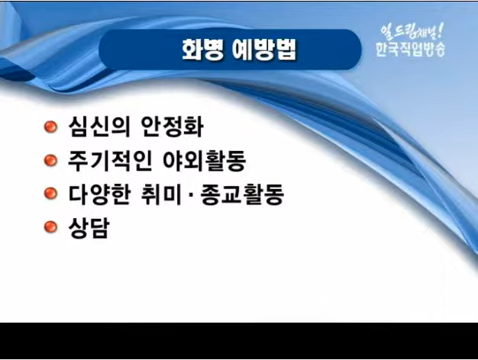 화병 예방법
일 드림채널!
한국직업방송
심신의 안정화
주기적인 야외활동
다양한 취미·종교활동
상담